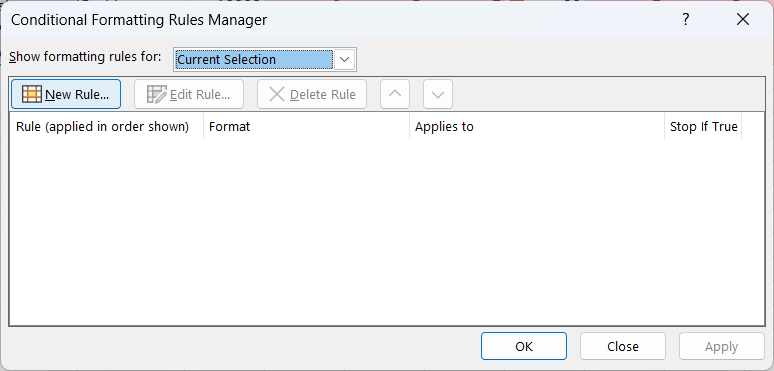 Conditional Formatting Rules Manager ?
Show formatting rules for: Current Selection
New Rule... Edit Rule... Delete Rule
Rule (applied in order shown) Format Applies to Stop If True
OK Close Apply